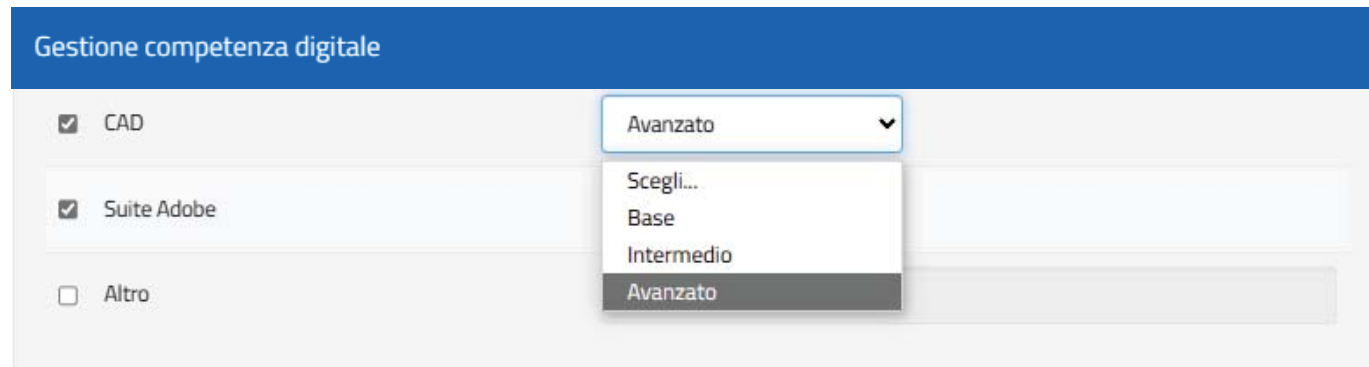 Gestione competenza digitale
CAD
Avanzato
Scegli...
Suite Adobe
Base
Intermedio
Altro
Avanzato